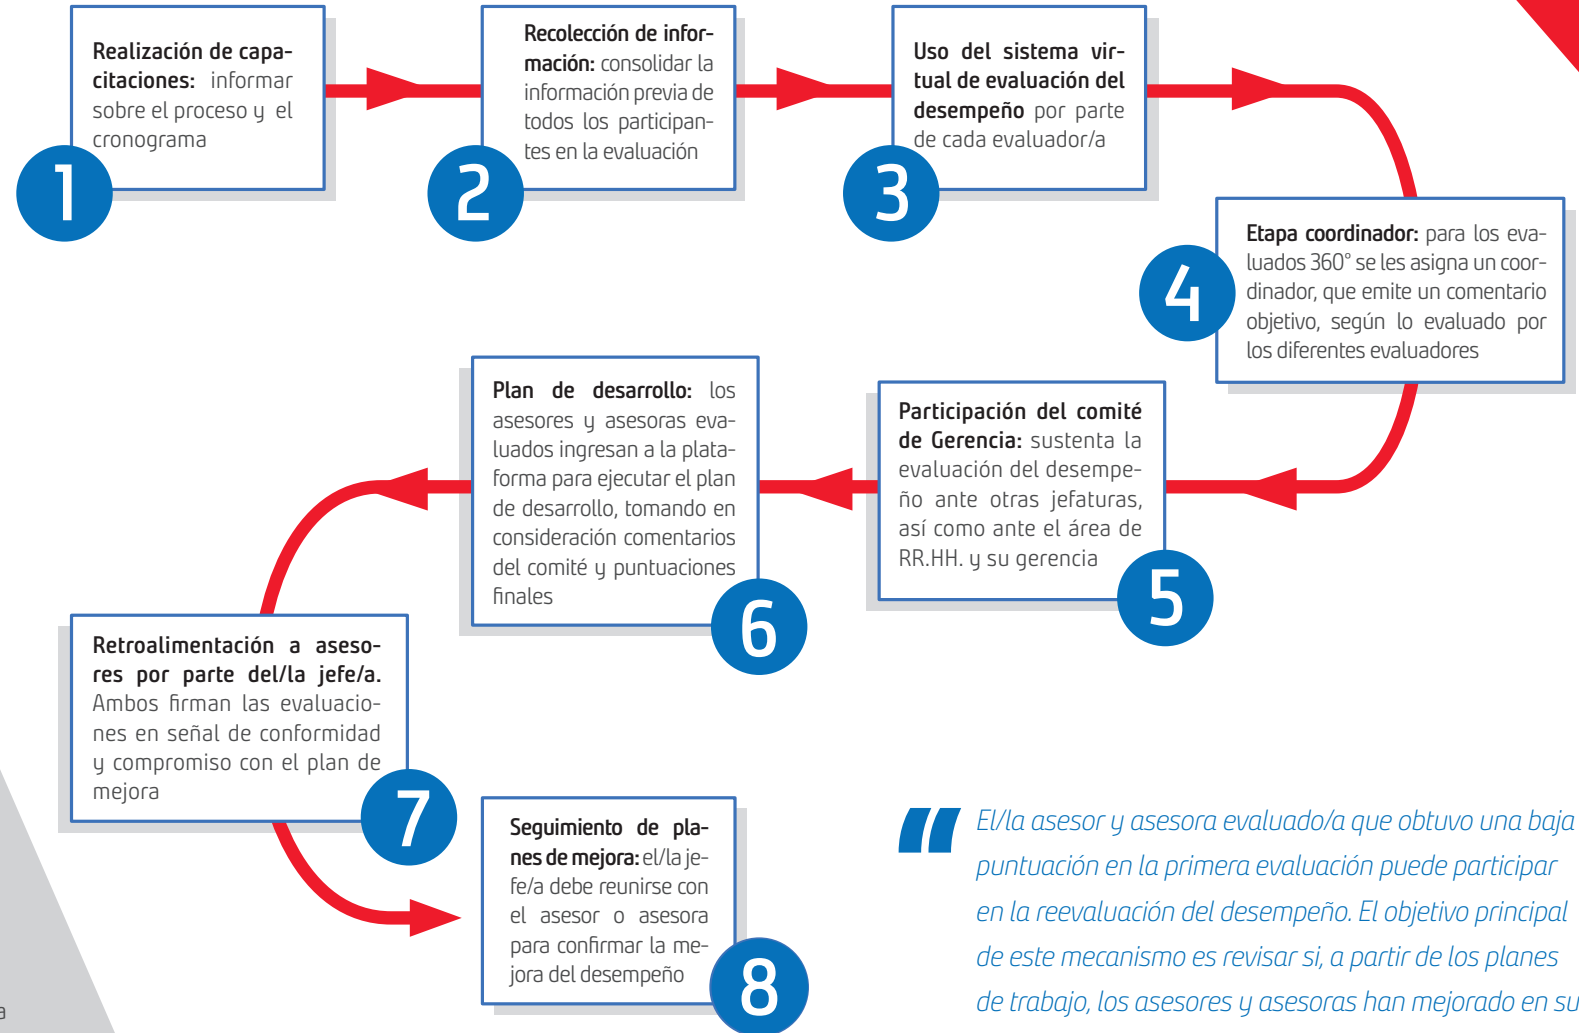 Realización de capa-
citaciones: informar
sobre el proceso y el
cronograma
1
Recolección de infor-
mación: consolidar la
información previa de
todos los participan-
tes en la evaluación
2
Uso del sistema vir-
tual de evaluación del
desempeño por parte
de cada evaluador/a
3
Etapa coordinador: para los eva-
luados 360° se les asigna un coor-
dinador, que emite un comentario
objetivo, según lo evaluado por
los diferentes evaluadores
4
Participación del comité
de Gerencia: sustenta la
evaluación del desempe-
ño ante otras jefaturas,
así como ante el área de
RR.HH. y su gerencia
5
Plan de desarrollo: los
asesores y asesoras eva-
luados ingresan a la plata-
forma para ejecutar el plan
de desarrollo, tomando en
consideración comentarios
del comité y puntuaciones
finales
6
Retroalimentación a aseso-
res por parte del/la jefe/a.
Ambos firman las evaluacio-
nes en señal de conformidad
y compromiso con el plan de
mejora
7
Seguimiento de pla-
nes de mejora: el/la je-
fe/a debe reunirse con
el asesor o asesora
para confirmar la me-
jora del desempeño
8
" El/la asesor y asesora evaluado/a que obtuvo una baja
puntuación en la primera evaluación puede participar
en la reevaluación del desempeño. El objetivo principal
de este mecanismo es revisar si, a partir de los planes
de trabajo, los asesores y asesoras han mejorado en su
a